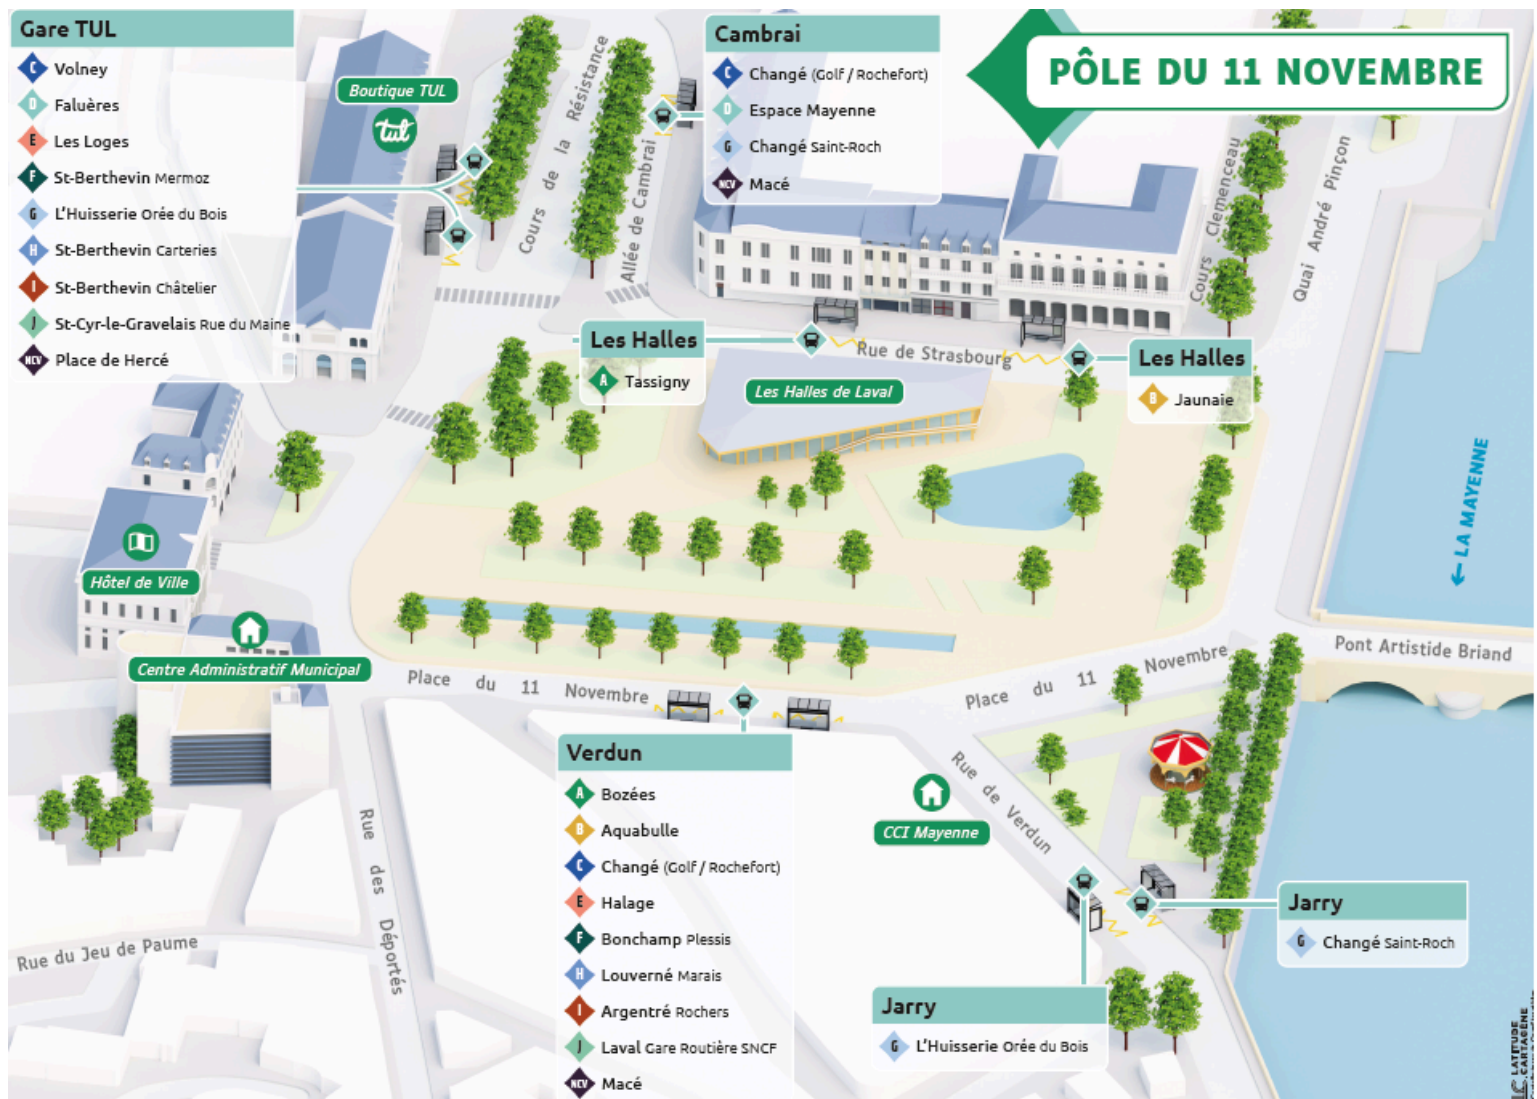 PÔLE DU 11 NOVEMBRE
Gare TUL
C Volney
D Faluères
E Les Loges
F St-Berthevin Mermoz
G L'Huisserie Orée du Bois
H St-Berthevin Carteries
I St-Berthevin Châtelier
J St-Cyr-le-Gravelais Rue du Maine
NCV Place de Hercé
Boutique TUL
tul
Cours de la Résistance
Allée de Cambrai
Cambrai
C Changé (Golf / Rochefort)
D Espace Mayenne
G Changé Saint-Roch
NCV Macé
Cours Clemenceau
Quai André Pinçon
Les Halles
A Tassigny
Rue de Strasbourg
Les Halles
B Jaunaie
Les Halles de Laval
← LA MAYENNE
Hôtel de Ville
Centre Administratif Municipal
Place du 11 Novembre
Place du 11 Novembre
Pont Artistide Briand
Verdun
A Bozées
B Aquabulle
C Changé (Golf / Rochefort)
E Halage
F Bonchamp Plessis
H Louverné Marais
I Argentré Rochers
J Laval Gare Routière SNCF
NCV Macé
Rue de Verdun
CCI Mayenne
Rue des Déportés
Rue du Jeu de Paume
Jarry
G Changé Saint-Roch
Jarry
G L'Huisserie Orée du Bois
LATITUDE
CARTAGÈNE